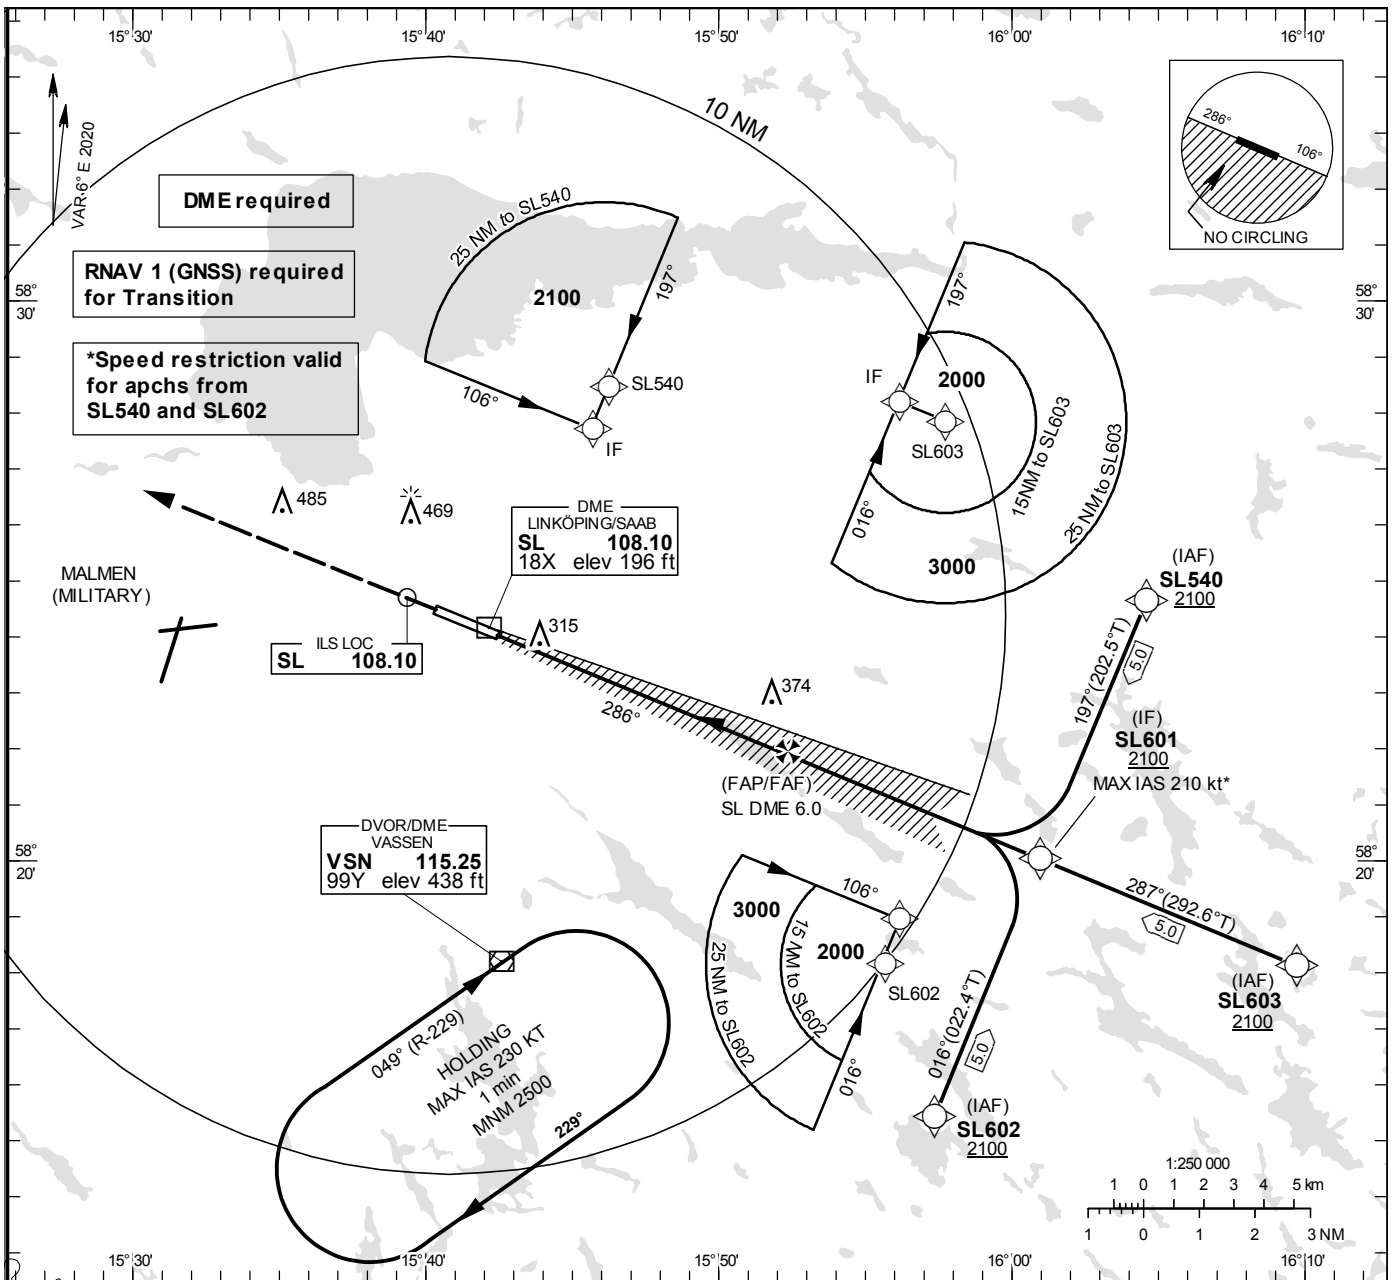 15°30'
15°40'
15°50'
16°00'
16°10'
10 NM
VAR 6° E 2020
DME required
RNAV 1 (GNSS) required
for Transition
*Speed restriction valid
for apchs from
SL540 and SL602
25 NM to SL540
2100
197°
106°
SL540
IF
286°
106°
NO CIRCLING
58°
30'
58°
30'
197°
IF
2000
SL603
15NM to SL603
25 NM to SL603
016°
3000
485
469
DME
LINKÖPING/SAAB
SL 108.10
18X elev 196 ft
MALMEN
(MILITARY)
ILS LOC
SL 108.10
315
374
286°
(FAP/FAF)
SL DME 6.0
(IAF)
SL540
2100
197°(202.5°T)
5.0
(IF)
SL601
2100
MAX IAS 210 kt*
58°
20'
58°
20'
DVOR/DME
VASSEN
VSN 115.25
99Y elev 438 ft
106°
3000
2000
15 NM to SL602
25 NM to SL602
SL602
016°
287°(292.6°T)
5.0
(IAF)
SL603
2100
016°(022.4°T)
5.0
(IAF)
SL602
2100
049° (R-229)
HOLDING
MAX IAS 230 KT
1 min
MNM 2500
229°
1:250 000
1 0 1 2 3 4 5 km
1 0 1 2 3 NM
15°30'
15°40'
15°50'
16°00'
16°10'